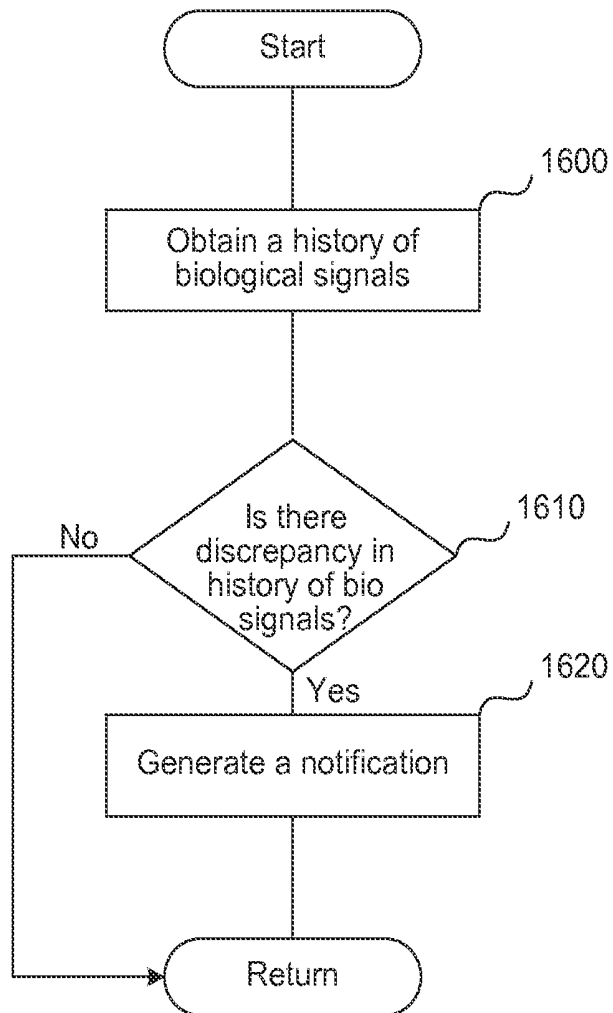 Start
1600
Obtain a history of
biological signals
1610
Is there
discrepancy in
history of bio
signals?
No
Yes
1620
Generate a notification
Return